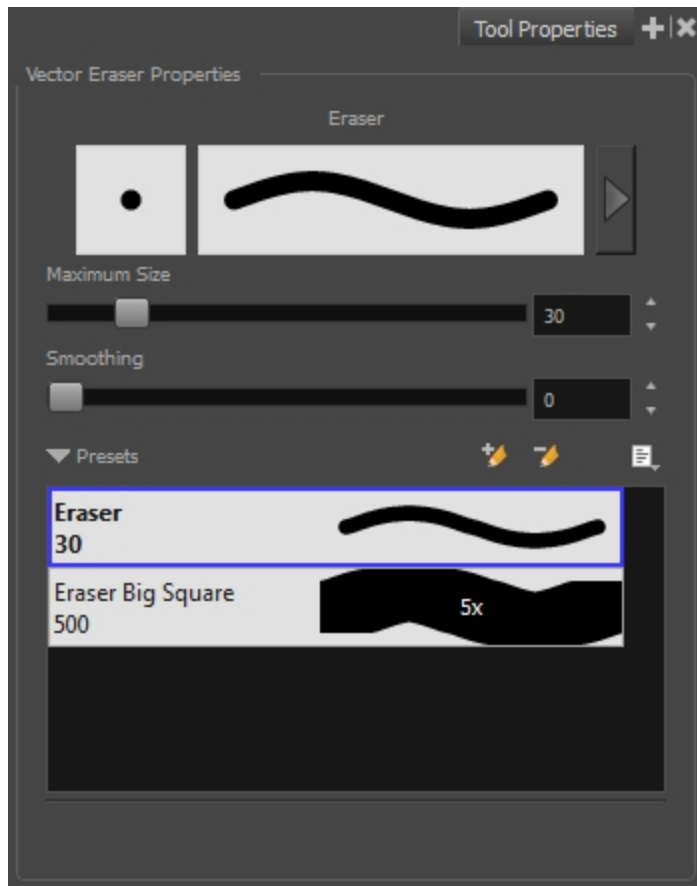 Tool Properties
Vector Eraser Properties
Eraser
Maximum Size
30
Smoothing
0
Presets
Eraser
30
Eraser Big Square
500
5x